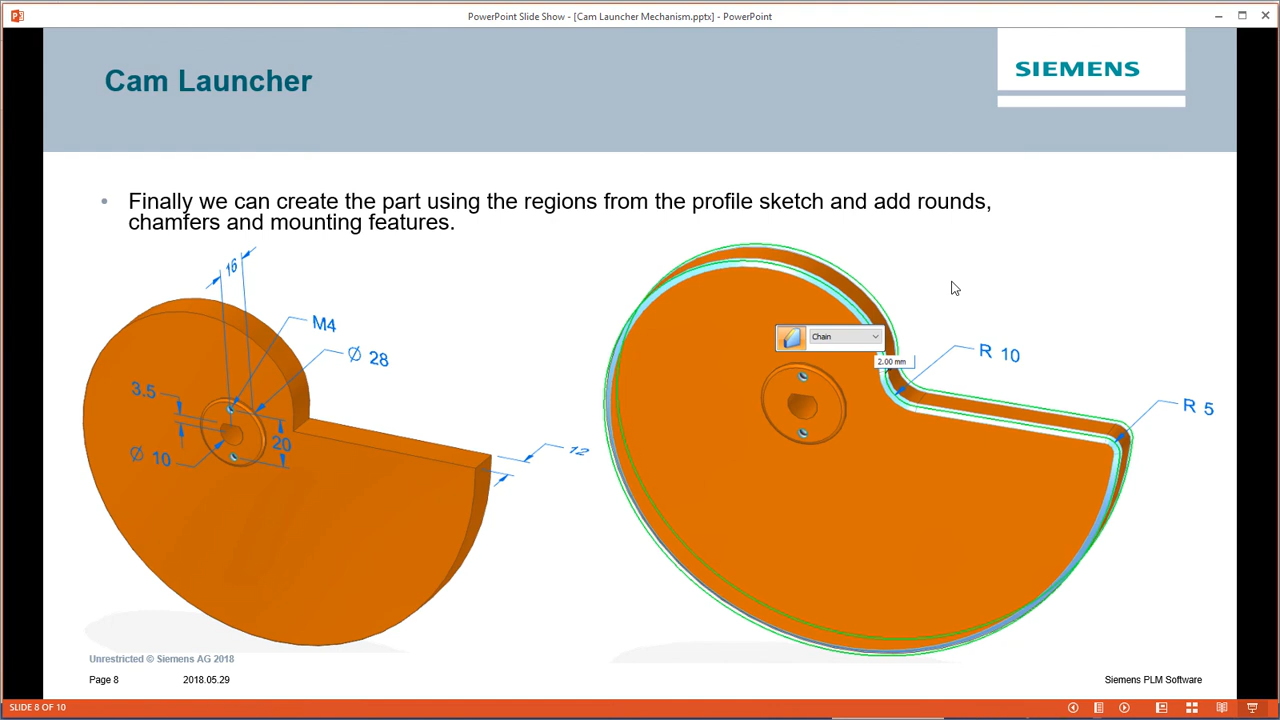 PowerPoint Slide Show - [Cam Launcher Mechanism.pptx] - PowerPoint
Cam Launcher
SIEMENS
• Finally we can create the part using the regions from the profile sketch and add rounds,
chamfers and mounting features.
16
M4
Ø 28
3.5
20
Ø 10
12
Chain
2.00 mm
R 10
R 5
Unrestricted © Siemens AG 2018
Page 8 2018.05.29 Siemens PLM Software
SLIDE 8 OF 10